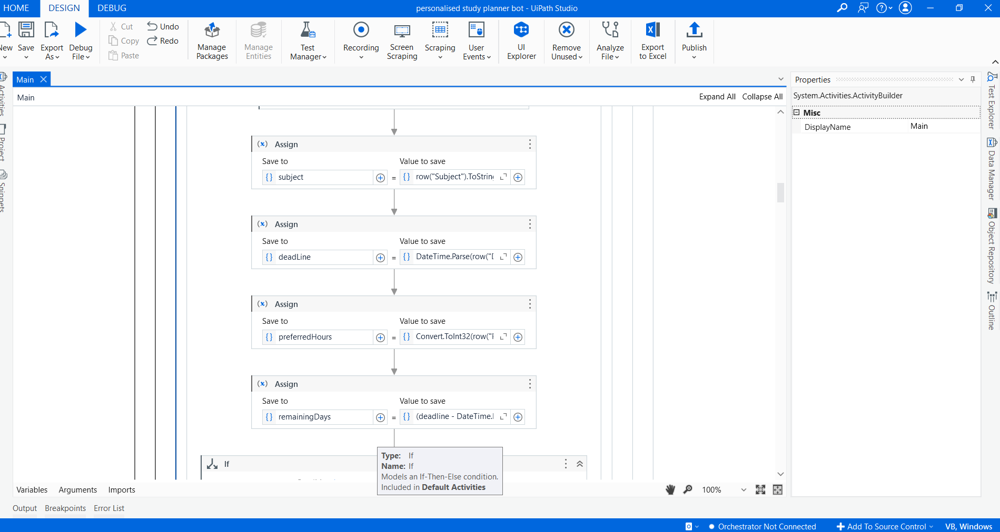 HOME DESIGN DEBUG personalised study planner bot - UiPath Studio
New Save Export As Debug File
Cut
Copy
Paste
Undo
Redo
Manage Packages
Manage Entities
Test Manager
Recording
Screen Scraping
Scraping
User Events
UI Explorer
Remove Unused
Analyze File
Export to Excel
Publish
Activities
Project
Snippets
Main
Main Expand All Collapse All
Assign
Save to Value to save
subject = row("Subject").ToString
Assign
Save to Value to save
deadLine = DateTime.Parse(row("
Assign
Save to Value to save
preferredHours = Convert.ToInt32(row("
Assign
Save to Value to save
remainingDays = (deadline - DateTime.
If
Type: If
Name: If
Models an If-Then-Else condition.
Included in Default Activities
Variables Arguments Imports 100%
Output Breakpoints Error List
Properties
System.Activities.ActivityBuilder
Misc
DisplayName Main
Test Explorer
Data Manager
Object Repository
Outline
Orchestrator Not Connected Add To Source Control VB, Windows